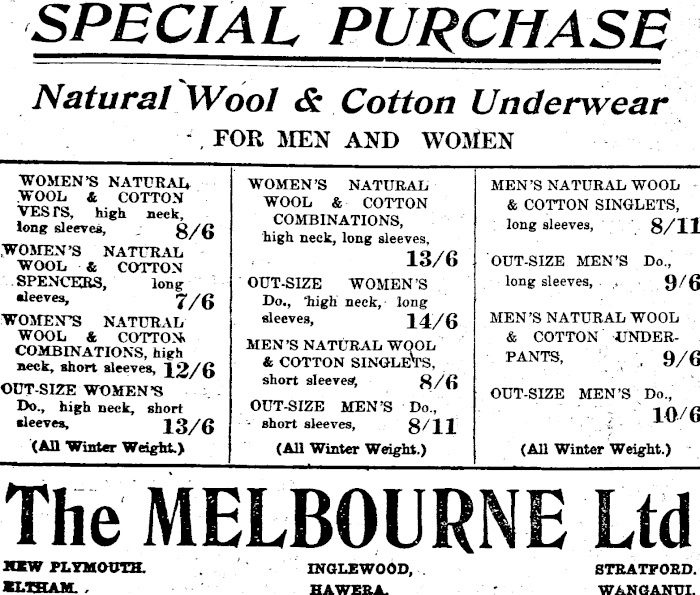 SPECIAL PURCHASE
Natural Wool & Cotton Underwear
FOR MEN AND WOMEN
WOMEN'S NATURAL
WOOL & COTTON
VESTS, high neck,
long sleeves, 8/6
WOMEN'S NATURAL
WOOL & COTTON
SPENCERS, long
sleeves, 7/6
WOMEN'S NATURAL
WOOL & COTTON
COMBINATIONS, high
neck, short sleeves, 12/6
OUT-SIZE WOMEN'S
Do., high neck, short
sleeves, 13/6
(All Winter Weight.)
WOMEN'S NATURAL
WOOL & COTTON
COMBINATIONS,
high neck, long sleeves,
13/6
OUT-SIZE WOMEN'S
Do., high neck, long
sleeves, 14/6
MEN'S NATURAL WOOL
& COTTON SINGLETS,
short sleeves, 8/6
OUT-SIZE MEN'S Do.,
short sleeves, 8/11
(All Winter Weight.)
MEN'S NATURAL WOOL
& COTTON SINGLETS,
long sleeves, 8/11
OUT-SIZE MEN'S Do.,
long sleeves, 9/6
MEN'S NATURAL WOOL
& COTTON UNDER-
PANTS, 9/6
OUT-SIZE MEN'S Do.,
10/6
(All Winter Weight.)
The MELBOURNE Ltd
NEW PLYMOUTH. INGLEWOOD, STRATFORD.
ELTHAM. HAWERA. WANGANUI.